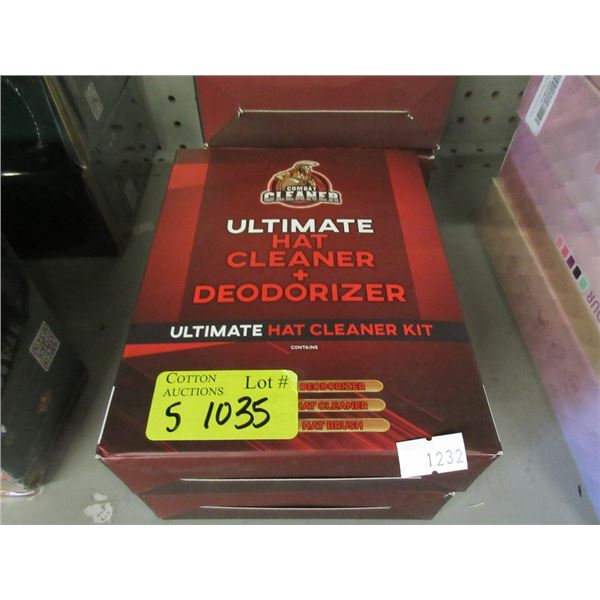 COMBAT
CLEANER
ULTIMATE
HAT
CLEANER
+
DEODORIZER
ULTIMATE HAT CLEANER KIT
CONTAINS
DEODORIZER
HAT CLEANER
HAT BRUSH
COTTON
AUCTIONS
Lot #
5 1035
1232
OUR